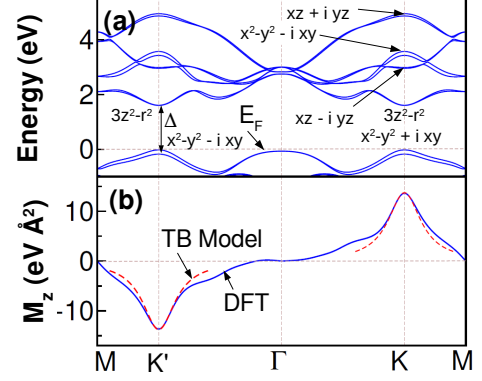 (a)
xz + i yz
x²-y² - i xy
4
Energy (eV)
2
3z²-r²
Δ
x²-y² - i xy
E_F
xz - i yz
3z²-r²
x²-y² + i xy
0
(b)
M_z (eV Å²)
10
TB Model
0
DFT
-10
M K' Γ K M